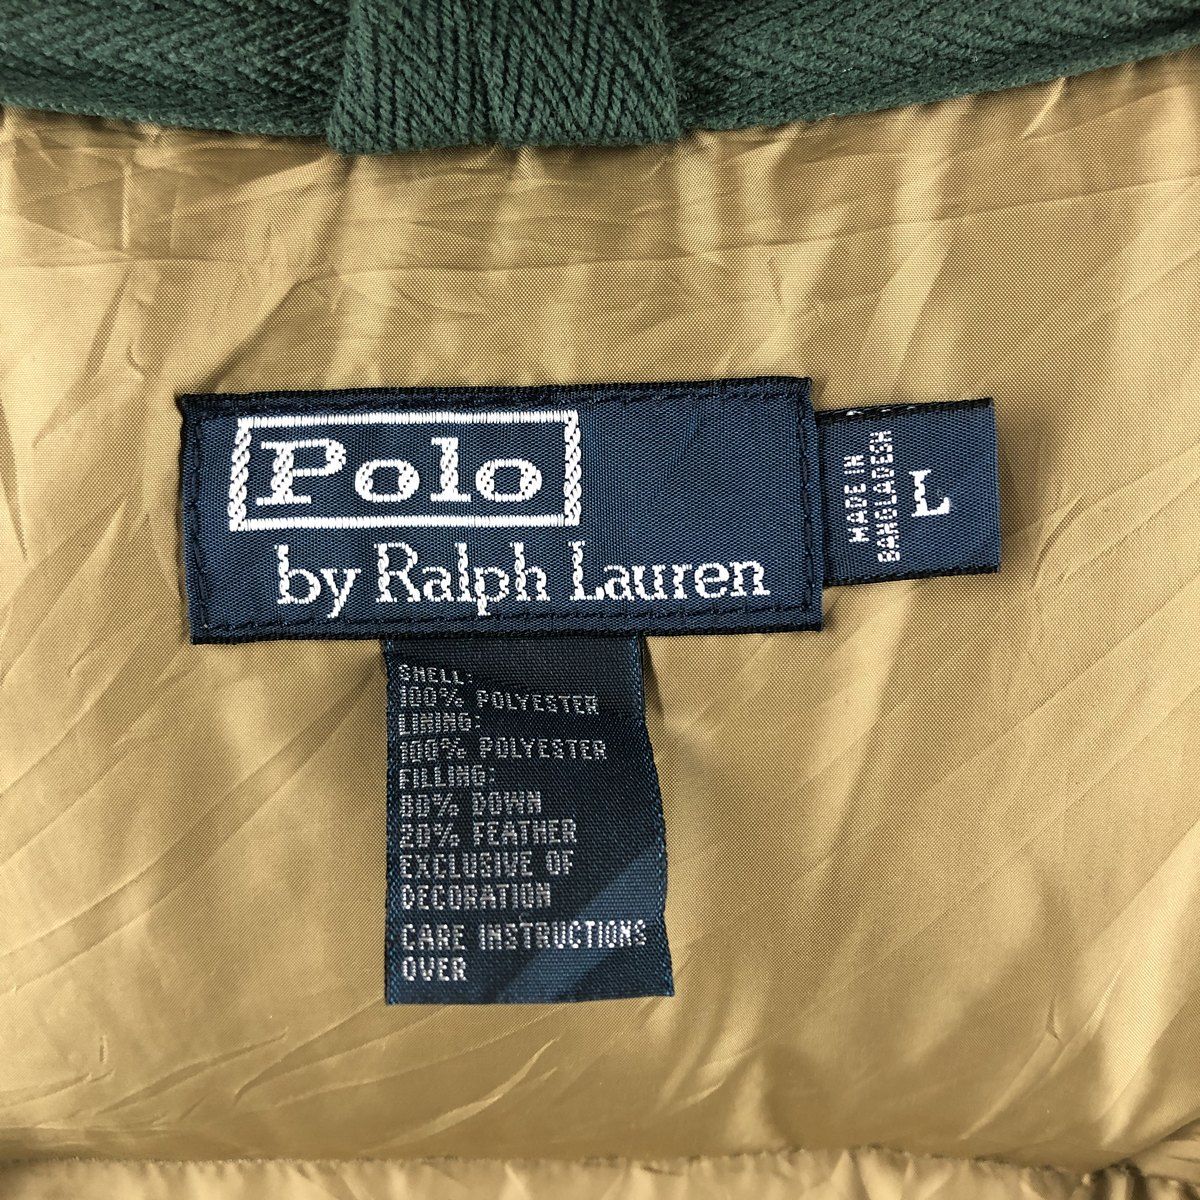 Polo
by Ralph Lauren
MADE IN
BANGLADESH
L
SHELL:
100% POLYESTER
LINING:
100% POLYESTER
FILLING:
80% DOWN
20% FEATHER
EXCLUSIVE OF
DECORATION
CARE INSTRUCTIONS
OVER